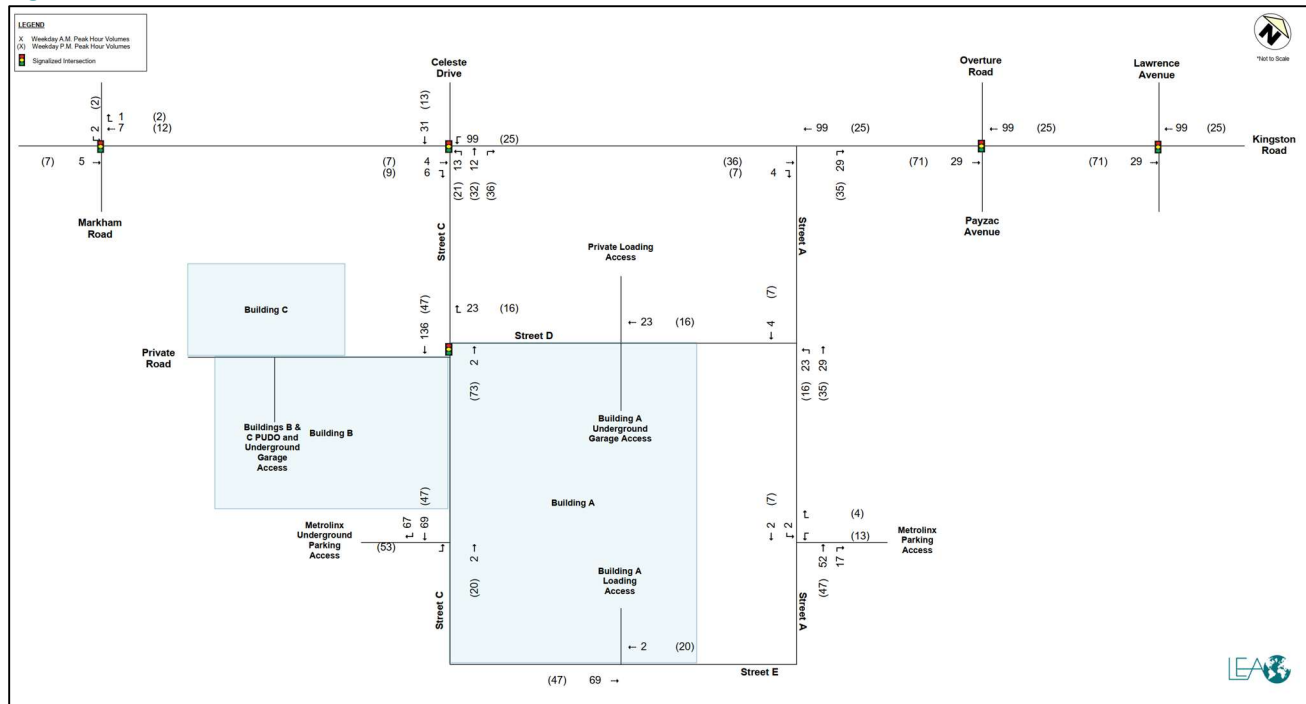 LEGEND
X Weekday A.M. Peak Hour Volumes
(X) Weekday P.M. Peak Hour Volumes
Signalized Intersection
N
*Not to Scale
Celeste
Drive
Overture
Road
Lawrence
Avenue
(2)
2
1 (2)
7 (12)
(7) 5
Markham
Road
(13)
31
99 (25)
(7) 4
(9) 6
13 12
(21) (32) (36)
99 (25)
(36)
(7) 4
29
(35)
99 (25)
(71) 29
99 (25)
(71) 29
Kingston
Road
Payzac
Avenue
Street C
Street A
Private Loading
Access
Building C
(47)
136
23 (16)
23 (16)
Street D
(7)
4
Private
Road
2
(73)
23 29
(16) (35)
Buildings B &
C PUDO and
Underground
Garage
Access
Building B
Building A
Underground
Garage Access
Building A
Metrolinx
Underground
Parking
Access
(47)
67 69
(53)
2
(20)
(7)
2 2
(4)
(13)
52 17
(47)
Metrolinx
Parking
Access
Building A
Loading
Access
Street C
Street A
2 (20)
Street E
(47) 69
LEA